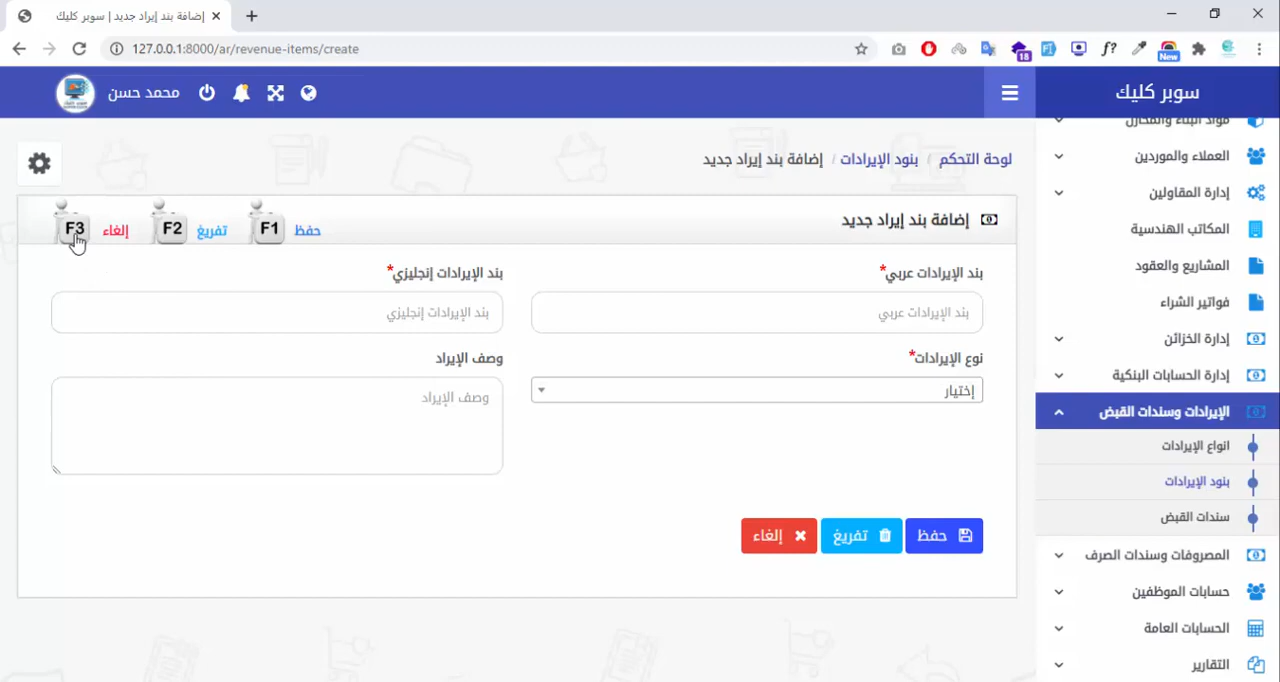 إضافة بند إيراد جديد | سوبر كليك
127.0.0.1:8000/ar/revenue-items/create
18
f?
New
سوبر كليك
محمد حسن
مواد البناء والمخازن
العملاء والموردين
إدارة المقاولين
المكاتب الهندسية
المشاريع والعقود
فواتير الشراء
إدارة الخزائن
إدارة الحسابات البنكية
الإيرادات وسندات القبض
انواع الإيرادات
بنود الإيرادات
سندات القبض
المصروفات وسندات الصرف
حسابات الموظفين
الحسابات العامة
التقارير
لوحة التحكم / بنود الإيرادات / إضافة بند إيراد جديد
إضافة بند إيراد جديد
حفظ F1 تفريغ F2 إلغاء F3
بند الإيرادات عربي*
بند الإيرادات عربي
بند الإيرادات إنجليزي*
بند الإيرادات إنجليزي
نوع الإيرادات*
إختيار
وصف الإيراد
وصف الإيراد
حفظ تفريغ إلغاء